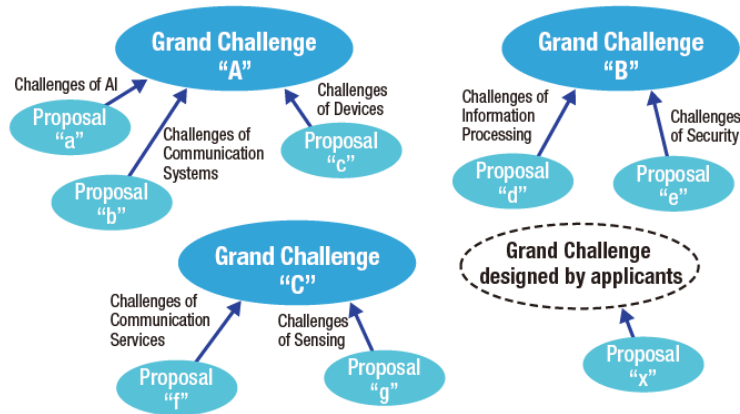 Grand Challenge
“A”
Challenges of AI
Proposal
“a”
Challenges of
Communication
Systems
Proposal
“b”
Challenges
of Devices
Proposal
“c”
Grand Challenge
“B”
Challenges of
Information
Processing
Proposal
“d”
Challenges
of Security
Proposal
“e”
Grand Challenge
“C”
Challenges of
Communication
Services
Proposal
“f”
Challenges
of Sensing
Proposal
“g”
Grand Challenge
designed by applicants
Proposal
“x”